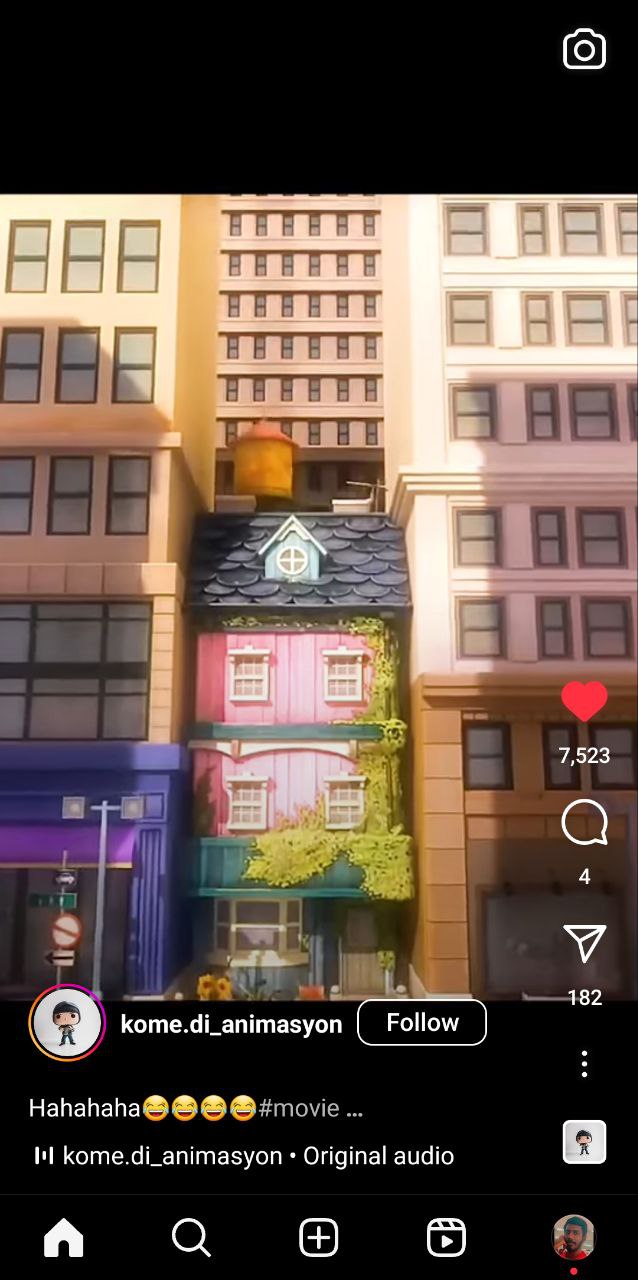 7,523
4
182
kome.di_animasyon
Follow
Hahahaha😂😂😂😂#movie ...
kome.di_animasyon • Original audio